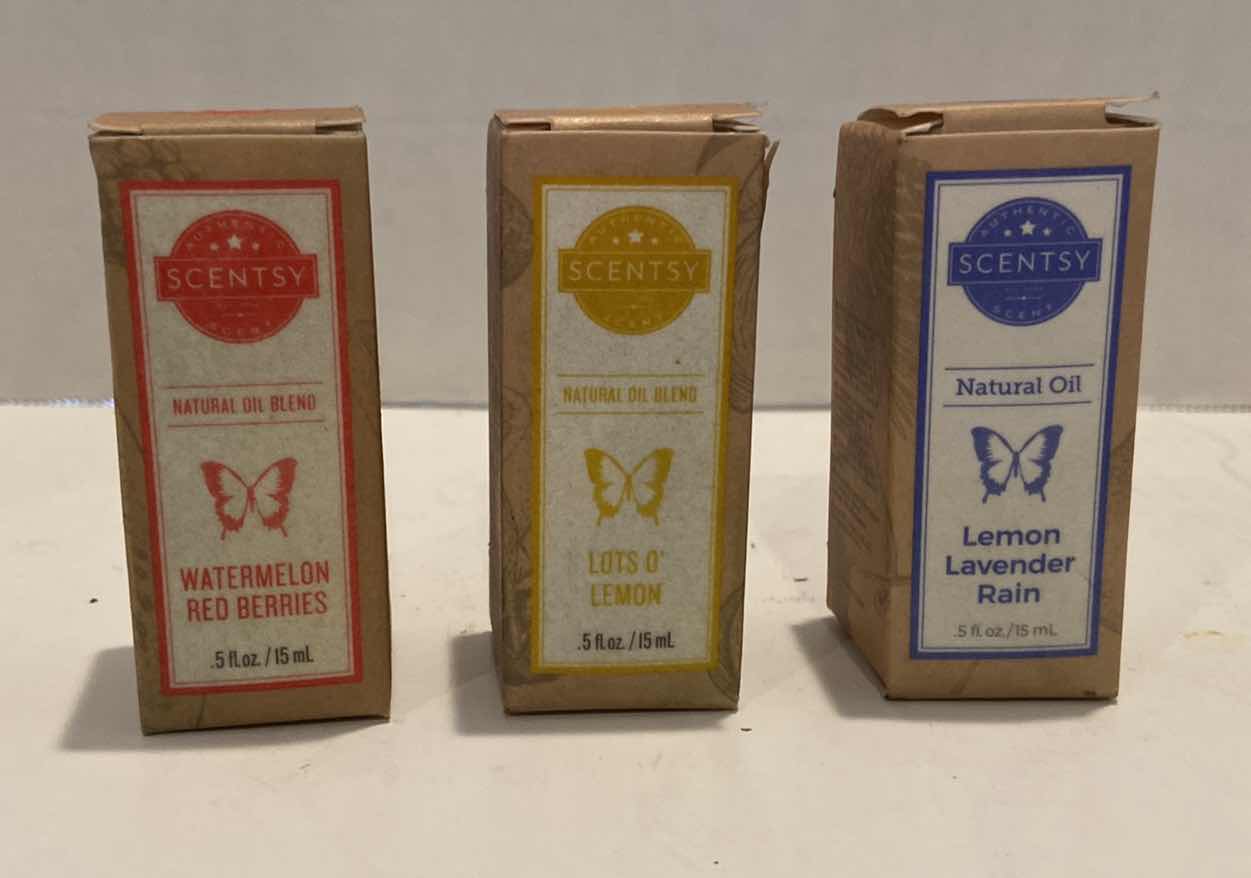 AUTHENTIC
SCENTSY
SCENT
NATURAL OIL BLEND
WATERMELON
RED BERRIES
.5 fl.oz. / 15 mL
AUTHENTIC
SCENTSY
SCENT
NATURAL OIL BLEND
LOTS O'
LEMON
.5 fl.oz. / 15 mL
AUTHENTIC
SCENTSY
SCENT
Natural Oil
Lemon
Lavender
Rain
.5 fl. oz./15 mL